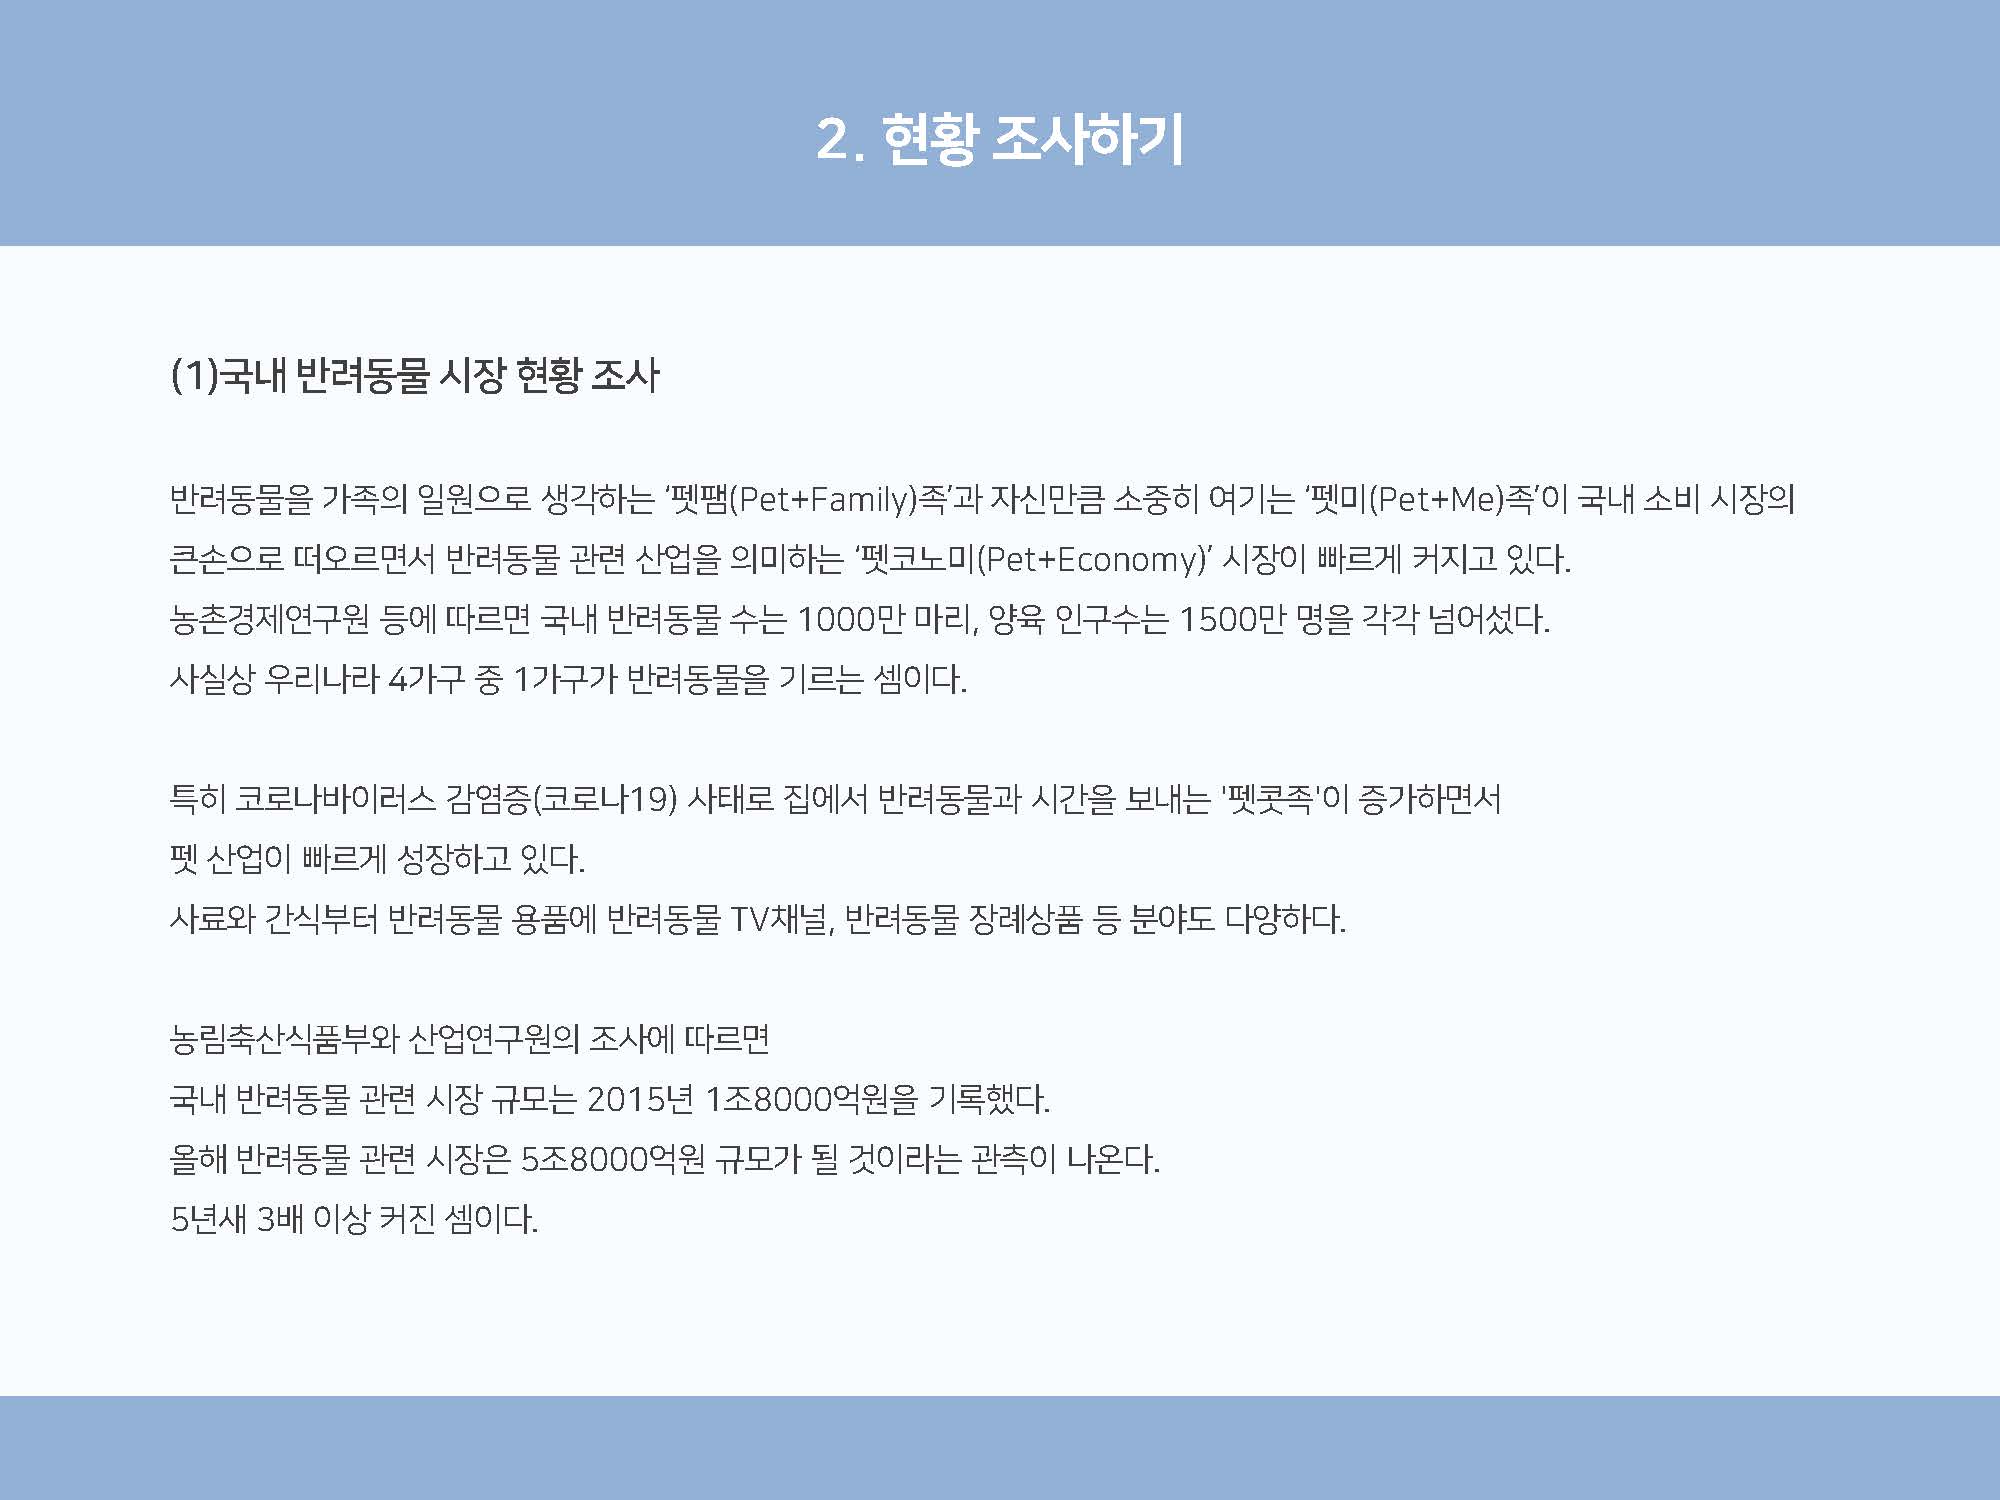 2. 현황 조사하기
(1)국내 반려동물 시장 현황 조사
반려동물을 가족의 일원으로 생각하는 ‘펫팸(Pet+Family)족’과 자신만큼 소중히 여기는 ‘펫미(Pet+Me)족’이 국내 소비 시장의
큰손으로 떠오르면서 반려동물 관련 산업을 의미하는 ‘펫코노미(Pet+Economy)’ 시장이 빠르게 커지고 있다.
농촌경제연구원 등에 따르면 국내 반려동물 수는 1000만 마리, 양육 인구수는 1500만 명을 각각 넘어섰다.
사실상 우리나라 4가구 중 1가구가 반려동물을 기르는 셈이다.
특히 코로나바이러스 감염증(코로나19) 사태로 집에서 반려동물과 시간을 보내는 '펫콧족'이 증가하면서
펫 산업이 빠르게 성장하고 있다.
사료와 간식부터 반려동물 용품에 반려동물 TV채널, 반려동물 장례상품 등 분야도 다양하다.
농림축산식품부와 산업연구원의 조사에 따르면
국내 반려동물 관련 시장 규모는 2015년 1조8000억원을 기록했다.
올해 반려동물 관련 시장은 5조8000억원 규모가 될 것이라는 관측이 나온다.
5년새 3배 이상 커진 셈이다.